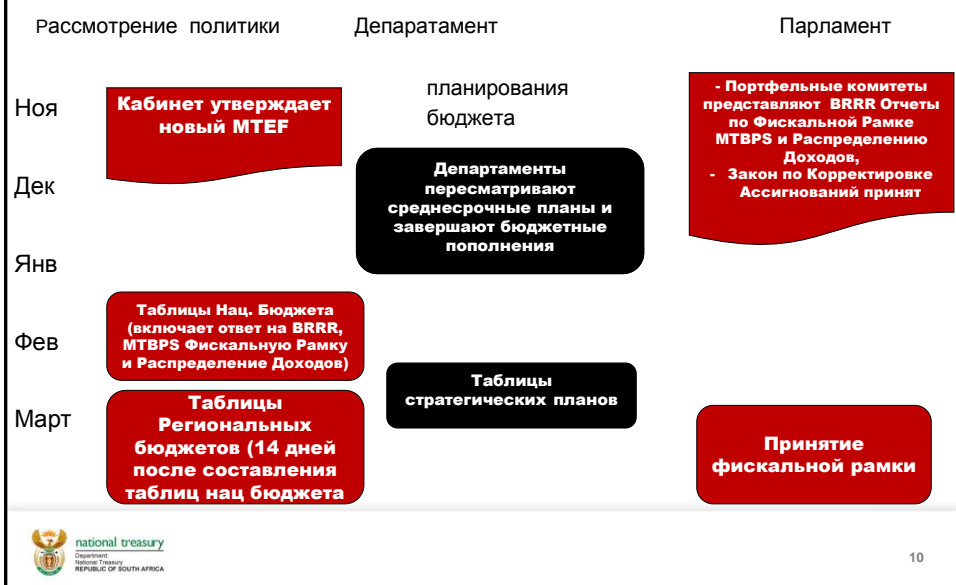 Рассмотрение политики
Депаратамент
Парламент
планирования
бюджета
Ноя
Дек
Янв
Фев
Март
Кабинет утверждает
новый MTEF
Департаменты
пересматривают
среднесрочные планы и
завершают бюджетные
пополнения
- Портфельные комитеты
представляют BRRR Отчеты
по Фискальной Рамке
MTBPS и Распределению
Доходов,
- Закон по Корректировке
Ассигнований принят
Таблицы Нац. Бюджета
(включает ответ на BRRR,
MTBPS Фискальную Рамку
и Распределение Доходов)
Таблицы
стратегических планов
Таблицы
Региональных
бюджетов (14 дней
после составления
таблиц нац бюджета
Принятие
фискальной рамки
national treasury
Department:
National Treasury
REPUBLIC OF SOUTH AFRICA
10